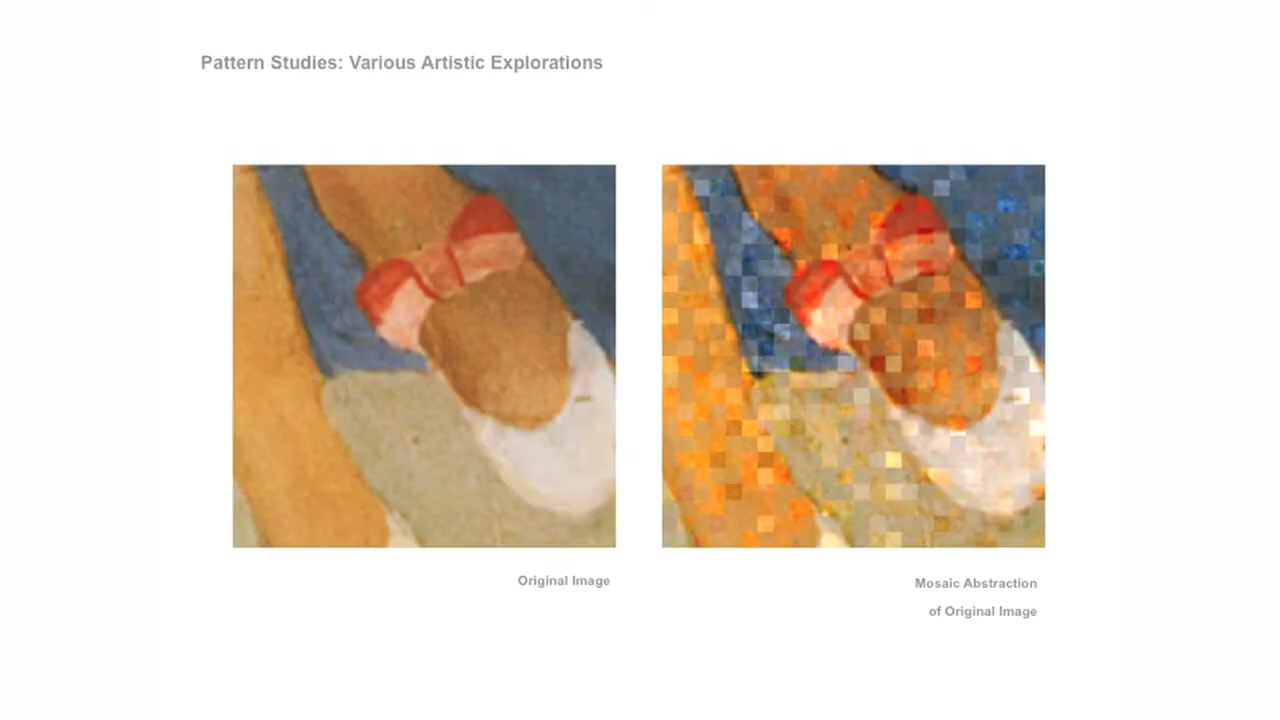 Pattern Studies: Various Artistic Explorations
Original Image
Mosaic Abstraction
of Original Image